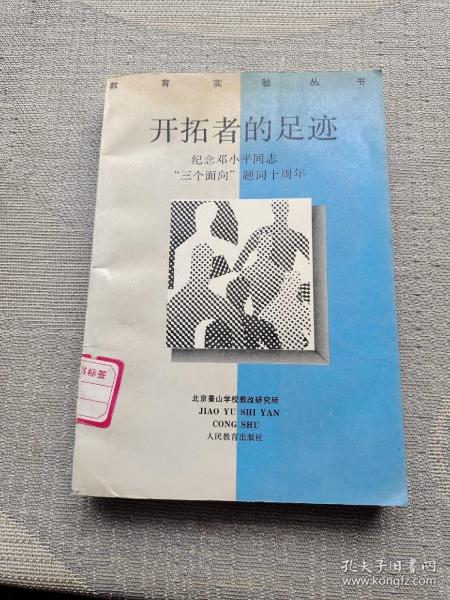 教育实验丛书
开拓者的足迹
纪念邓小平同志
“三个面向”题词十周年
标签
北京景山学校教改研究所
JIAO YU SHI YAN
CONG SHU
人民教育出版社
孔夫子旧书网
www.kongfz.com